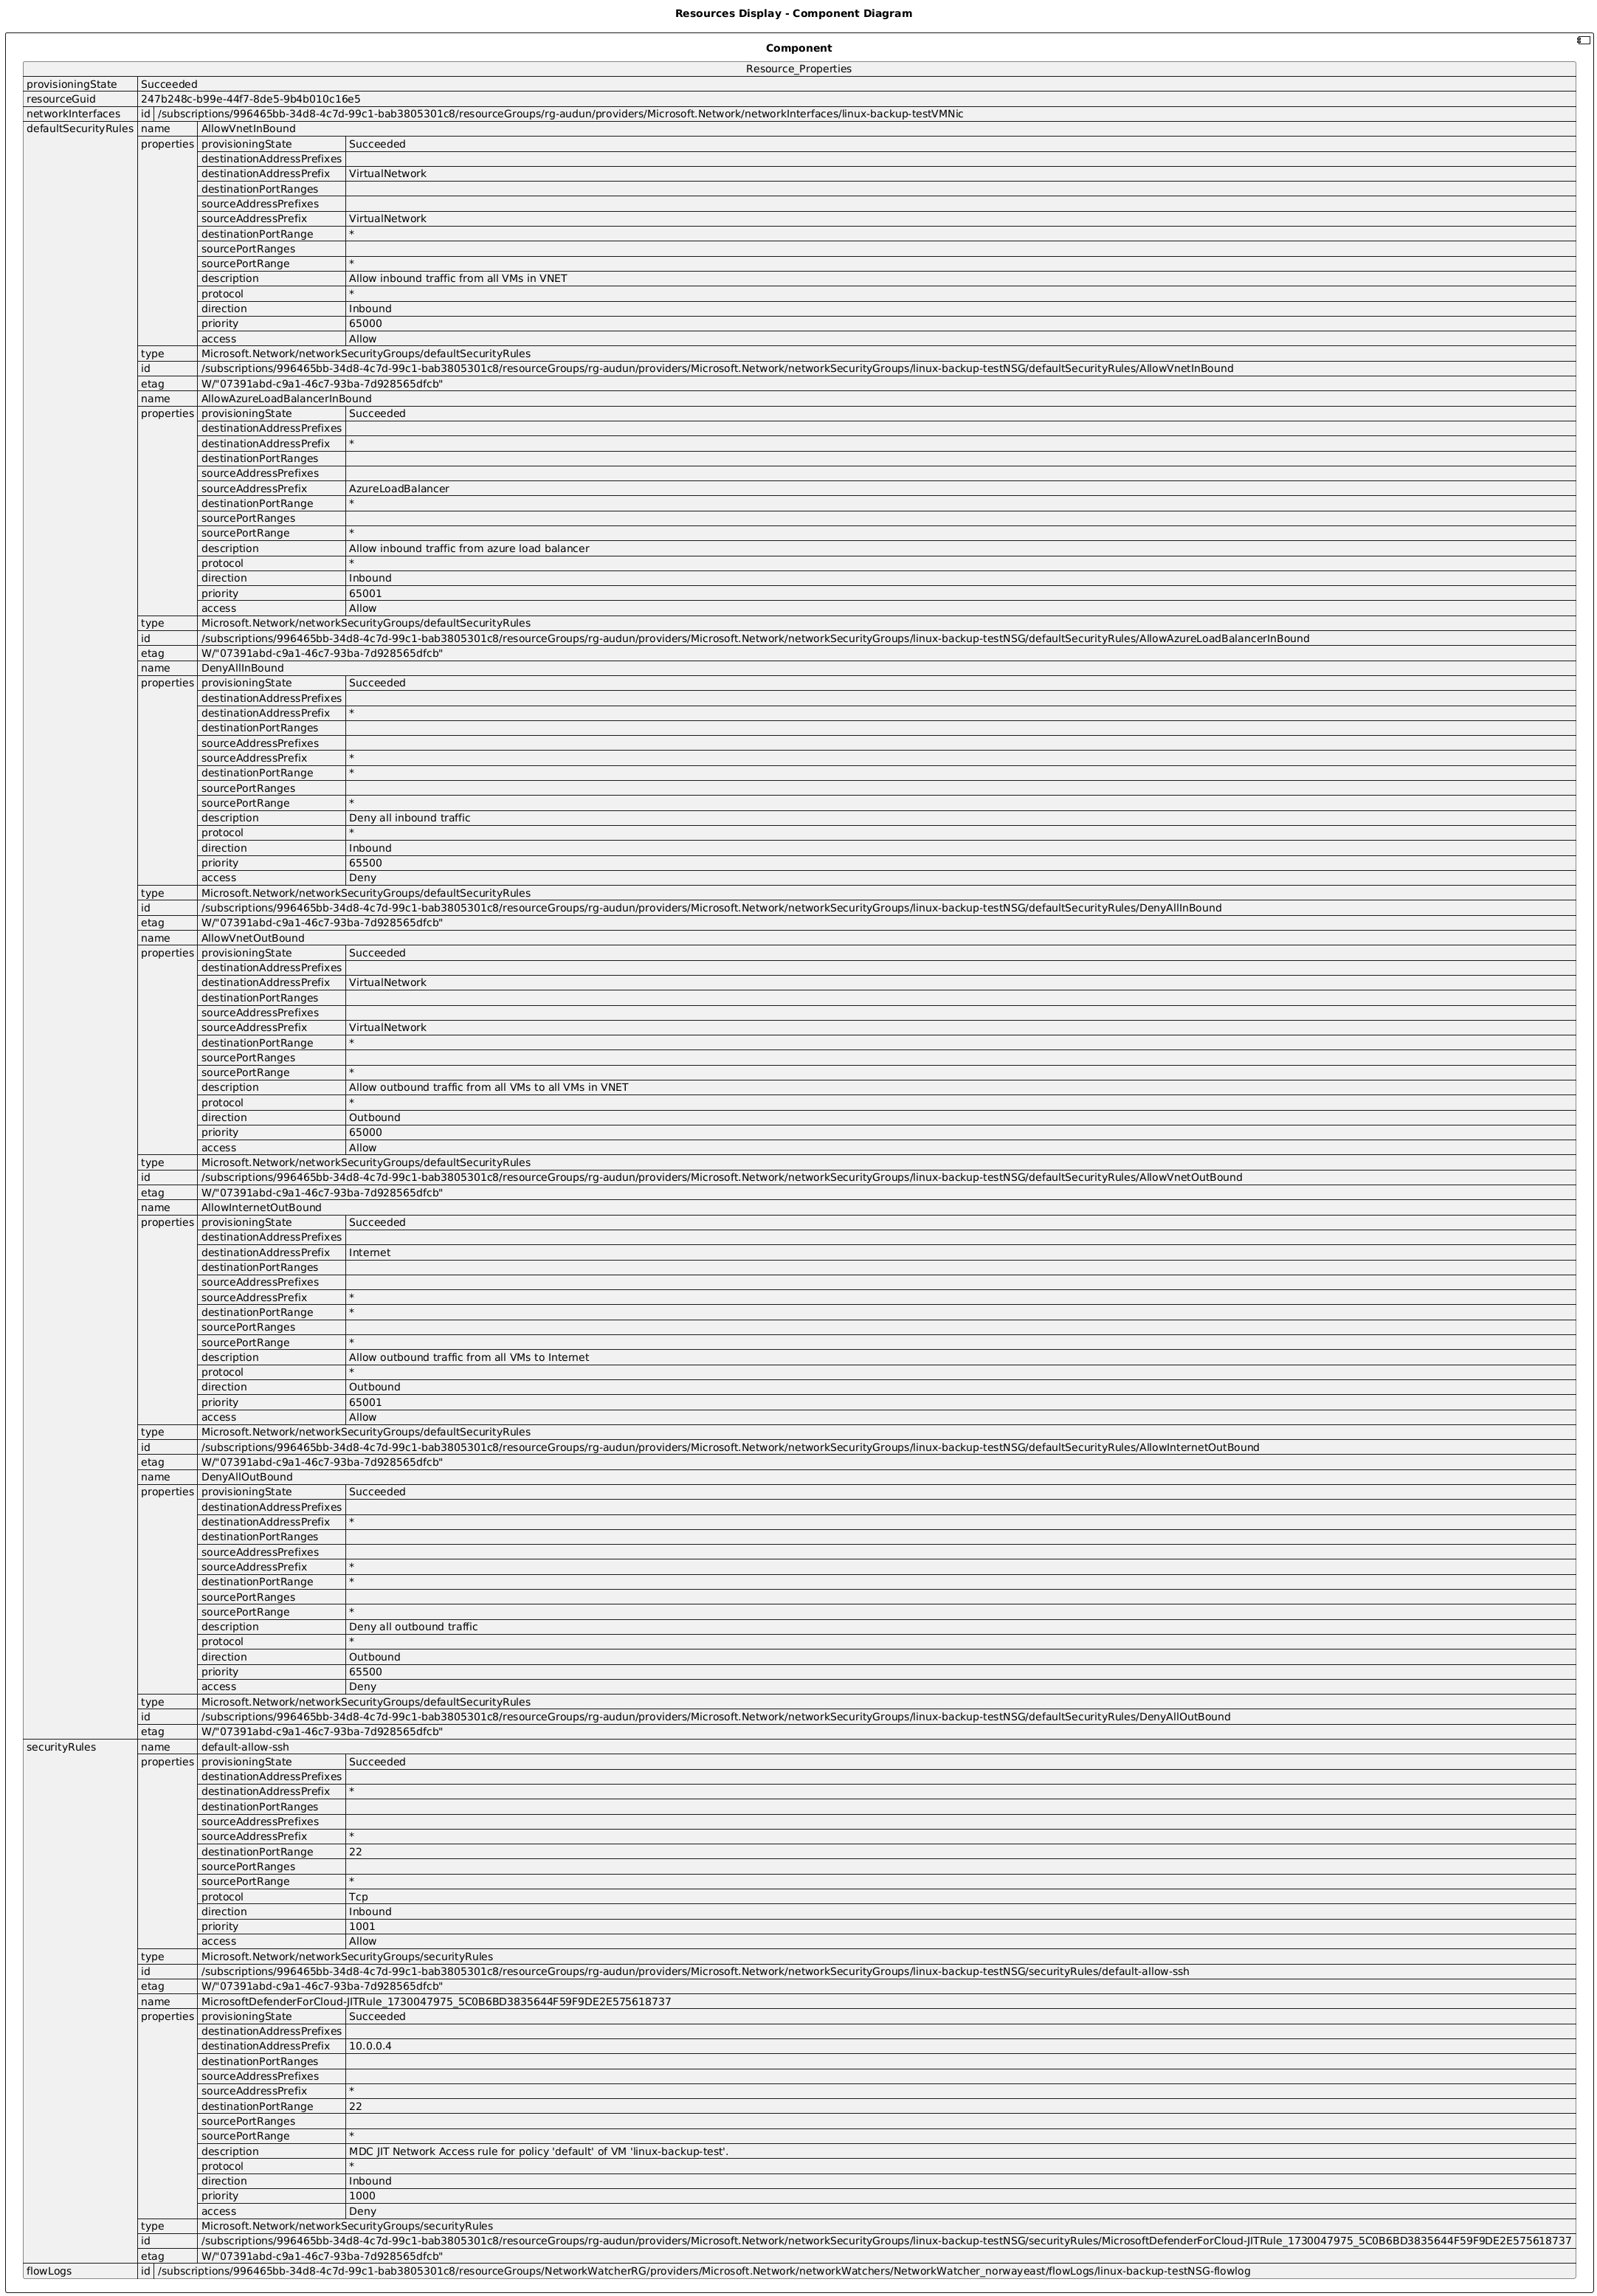 Resources Display - Component Diagram
Component
Resource_Properties
provisioningState Succeeded
resourceGuid 247b248c-b99e-44f7-8de5-9b4b010c16e5
networkInterfaces id /subscriptions/996465bb-34d8-4c7d-99c1-bab3805301c8/resourceGroups/rg-audun/providers/Microsoft.Network/networkInterfaces/linux-backup-testVMNic
defaultSecurityRules name AllowVnetInBound
properties provisioningState Succeeded
destinationAddressPrefixes
destinationAddressPrefix VirtualNetwork
destinationPortRanges
sourceAddressPrefixes
sourceAddressPrefix VirtualNetwork
destinationPortRange *
sourcePortRanges
sourcePortRange *
description Allow inbound traffic from all VMs in VNET
protocol *
direction Inbound
priority 65000
access Allow
type Microsoft.Network/networkSecurityGroups/defaultSecurityRules
id /subscriptions/996465bb-34d8-4c7d-99c1-bab3805301c8/resourceGroups/rg-audun/providers/Microsoft.Network/networkSecurityGroups/linux-backup-testNSG/defaultSecurityRules/AllowVnetInBound
etag W/"07391abd-c9a1-46c7-93ba-7d928565dfcb"
name AllowAzureLoadBalancerInBound
properties provisioningState Succeeded
destinationAddressPrefixes
destinationAddressPrefix *
destinationPortRanges
sourceAddressPrefixes
sourceAddressPrefix AzureLoadBalancer
destinationPortRange *
sourcePortRanges
sourcePortRange *
description Allow inbound traffic from azure load balancer
protocol *
direction Inbound
priority 65001
access Allow
type Microsoft.Network/networkSecurityGroups/defaultSecurityRules
id /subscriptions/996465bb-34d8-4c7d-99c1-bab3805301c8/resourceGroups/rg-audun/providers/Microsoft.Network/networkSecurityGroups/linux-backup-testNSG/defaultSecurityRules/AllowAzureLoadBalancerInBound
etag W/"07391abd-c9a1-46c7-93ba-7d928565dfcb"
name DenyAllInBound
properties provisioningState Succeeded
destinationAddressPrefixes
destinationAddressPrefix *
destinationPortRanges
sourceAddressPrefixes
sourceAddressPrefix *
destinationPortRange *
sourcePortRanges
sourcePortRange *
description Deny all inbound traffic
protocol *
direction Inbound
priority 65500
access Deny
type Microsoft.Network/networkSecurityGroups/defaultSecurityRules
id /subscriptions/996465bb-34d8-4c7d-99c1-bab3805301c8/resourceGroups/rg-audun/providers/Microsoft.Network/networkSecurityGroups/linux-backup-testNSG/defaultSecurityRules/DenyAllInBound
etag W/"07391abd-c9a1-46c7-93ba-7d928565dfcb"
name AllowVnetOutBound
properties provisioningState Succeeded
destinationAddressPrefixes
destinationAddressPrefix VirtualNetwork
destinationPortRanges
sourceAddressPrefixes
sourceAddressPrefix VirtualNetwork
destinationPortRange *
sourcePortRanges
sourcePortRange *
description Allow outbound traffic from all VMs to all VMs in VNET
protocol *
direction Outbound
priority 65000
access Allow
type Microsoft.Network/networkSecurityGroups/defaultSecurityRules
id /subscriptions/996465bb-34d8-4c7d-99c1-bab3805301c8/resourceGroups/rg-audun/providers/Microsoft.Network/networkSecurityGroups/linux-backup-testNSG/defaultSecurityRules/AllowVnetOutBound
etag W/"07391abd-c9a1-46c7-93ba-7d928565dfcb"
name AllowInternetOutBound
properties provisioningState Succeeded
destinationAddressPrefixes
destinationAddressPrefix Internet
destinationPortRanges
sourceAddressPrefixes
sourceAddressPrefix *
destinationPortRange *
sourcePortRanges
sourcePortRange *
description Allow outbound traffic from all VMs to Internet
protocol *
direction Outbound
priority 65001
access Allow
type Microsoft.Network/networkSecurityGroups/defaultSecurityRules
id /subscriptions/996465bb-34d8-4c7d-99c1-bab3805301c8/resourceGroups/rg-audun/providers/Microsoft.Network/networkSecurityGroups/linux-backup-testNSG/defaultSecurityRules/AllowInternetOutBound
etag W/"07391abd-c9a1-46c7-93ba-7d928565dfcb"
name DenyAllOutBound
properties provisioningState Succeeded
destinationAddressPrefixes
destinationAddressPrefix *
destinationPortRanges
sourceAddressPrefixes
sourceAddressPrefix *
destinationPortRange *
sourcePortRanges
sourcePortRange *
description Deny all outbound traffic
protocol *
direction Outbound
priority 65500
access Deny
type Microsoft.Network/networkSecurityGroups/defaultSecurityRules
id /subscriptions/996465bb-34d8-4c7d-99c1-bab3805301c8/resourceGroups/rg-audun/providers/Microsoft.Network/networkSecurityGroups/linux-backup-testNSG/defaultSecurityRules/DenyAllOutBound
etag W/"07391abd-c9a1-46c7-93ba-7d928565dfcb"
securityRules name default-allow-ssh
properties provisioningState Succeeded
destinationAddressPrefixes
destinationAddressPrefix *
destinationPortRanges
sourceAddressPrefixes
sourceAddressPrefix *
destinationPortRange 22
sourcePortRanges
sourcePortRange *
protocol Tcp
direction Inbound
priority 1001
access Allow
type Microsoft.Network/networkSecurityGroups/securityRules
id /subscriptions/996465bb-34d8-4c7d-99c1-bab3805301c8/resourceGroups/rg-audun/providers/Microsoft.Network/networkSecurityGroups/linux-backup-testNSG/securityRules/default-allow-ssh
etag W/"07391abd-c9a1-46c7-93ba-7d928565dfcb"
name MicrosoftDefenderForCloud-JITRule_1730047975_5C0B6BD3835644F59F9DE2E575618737
properties provisioningState Succeeded
destinationAddressPrefixes
destinationAddressPrefix 10.0.0.4
destinationPortRanges
sourceAddressPrefixes
sourceAddressPrefix *
destinationPortRange 22
sourcePortRanges
sourcePortRange *
description MDC JIT Network Access rule for policy 'default' of VM 'linux-backup-test'.
protocol *
direction Inbound
priority 1000
access Deny
type Microsoft.Network/networkSecurityGroups/securityRules
id /subscriptions/996465bb-34d8-4c7d-99c1-bab3805301c8/resourceGroups/rg-audun/providers/Microsoft.Network/networkSecurityGroups/linux-backup-testNSG/securityRules/MicrosoftDefenderForCloud-JITRule_1730047975_5C0B6BD3835644F59F9DE2E575618737
etag W/"07391abd-c9a1-46c7-93ba-7d928565dfcb"
flowLogs id /subscriptions/996465bb-34d8-4c7d-99c1-bab3805301c8/resourceGroups/NetworkWatcherRG/providers/Microsoft.Network/networkWatchers/NetworkWatcher_norwayeast/flowLogs/linux-backup-testNSG-flowlog